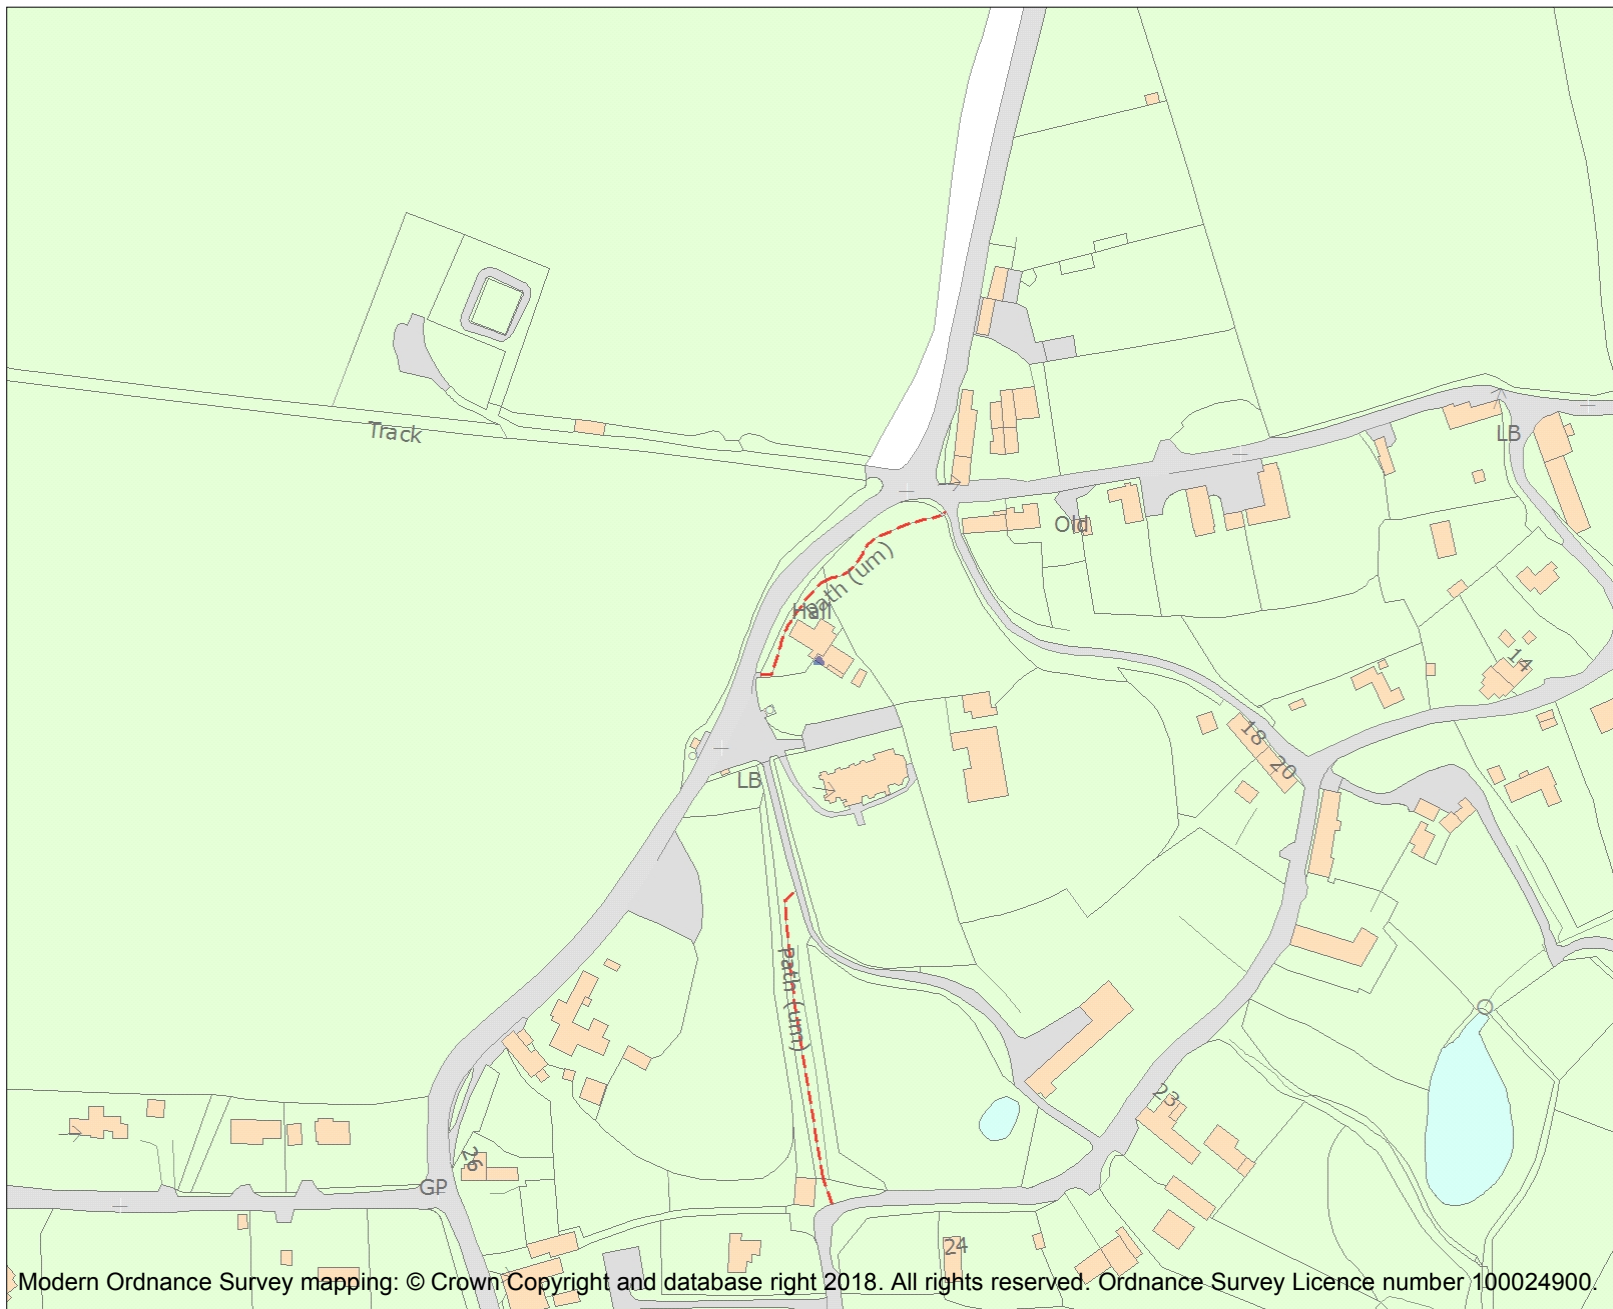 Track
LB
Old
Path (um)
Hall
14
18
20
LB
Path (um)
23
26
GP
24
Modern Ordnance Survey mapping: © Crown Copyright and database right 2018. All rights reserved. Ordnance Survey Licence number 100024900.